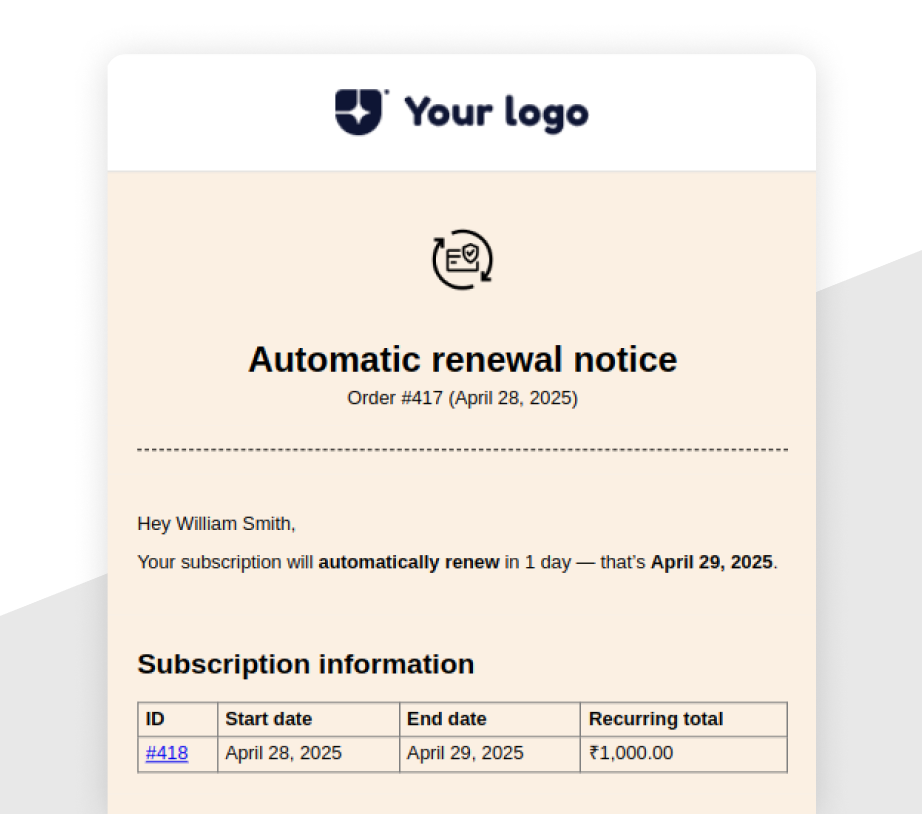 Your logo
Automatic renewal notice
Order #417 (April 28, 2025)
Hey William Smith,
Your subscription will automatically renew in 1 day — that’s April 29, 2025.
Subscription information
ID Start date End date Recurring total
#418 April 28, 2025 April 29, 2025 ₹1,000.00